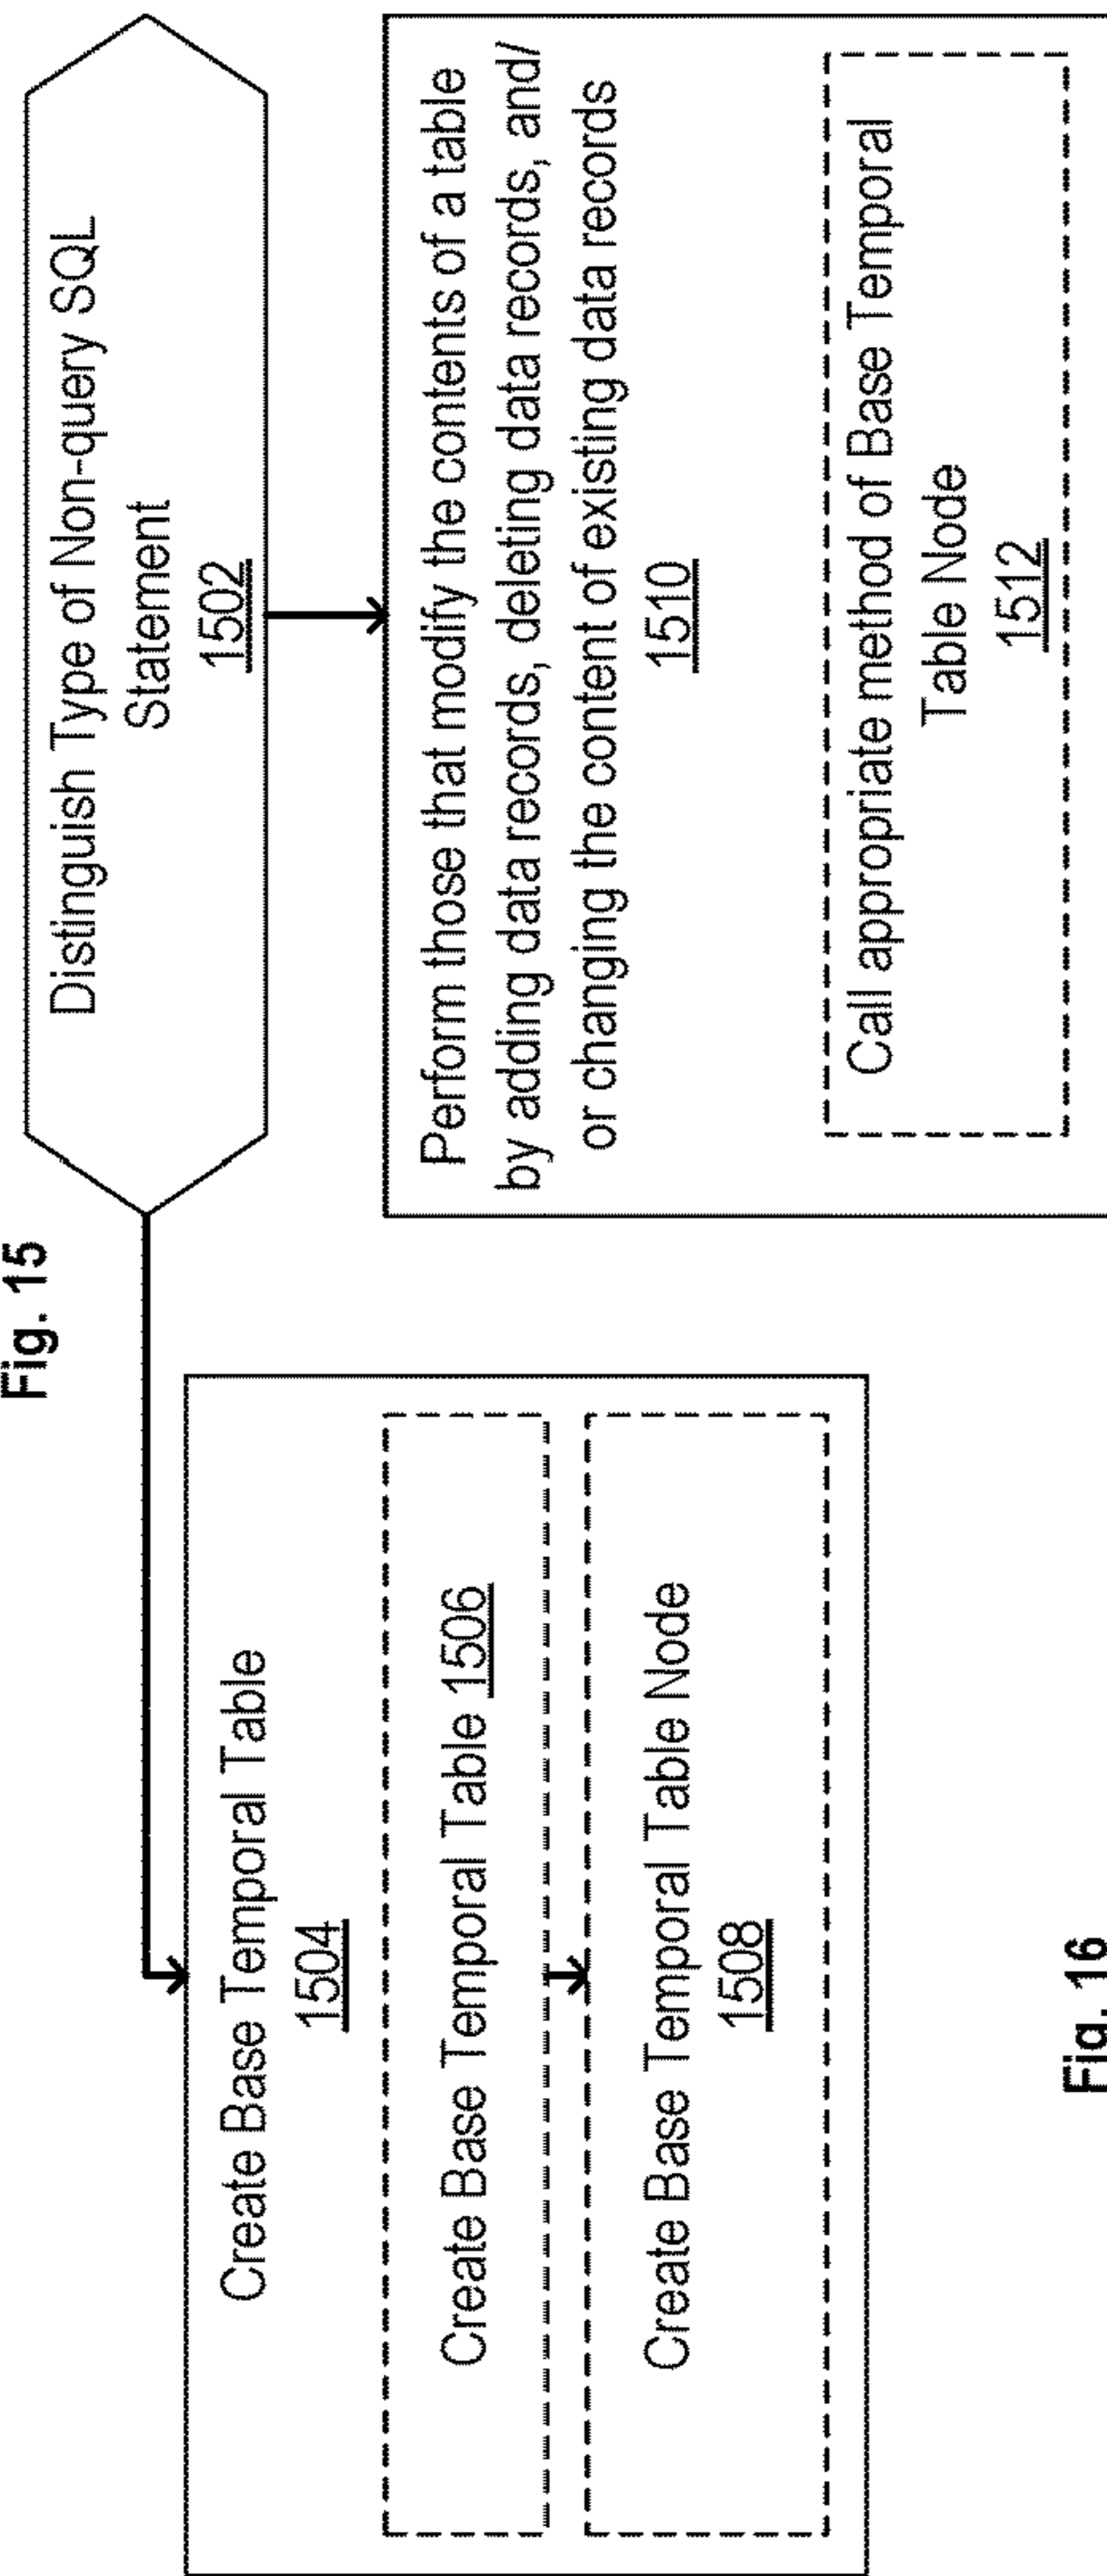 Fig. 15
Distinguish Type of Non-query SQL
Statement
1502
Create Base Temporal Table
1504
Create Base Temporal Table 1506
Create Base Temporal Table Node
1508
Perform those that modify the contents of a table
by adding data records, deleting data records, and/
or changing the content of existing data records
1510
Call appropriate method of Base Temporal
Table Node
1512
Fig. 16